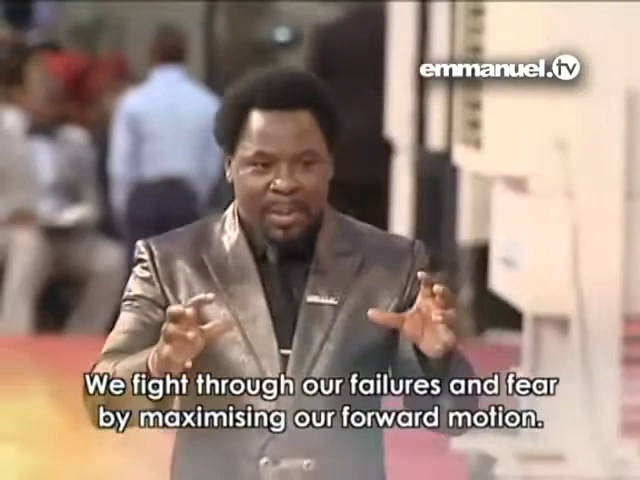 emmanuel.tv
We fight through our failures and fear
by maximising our forward motion.